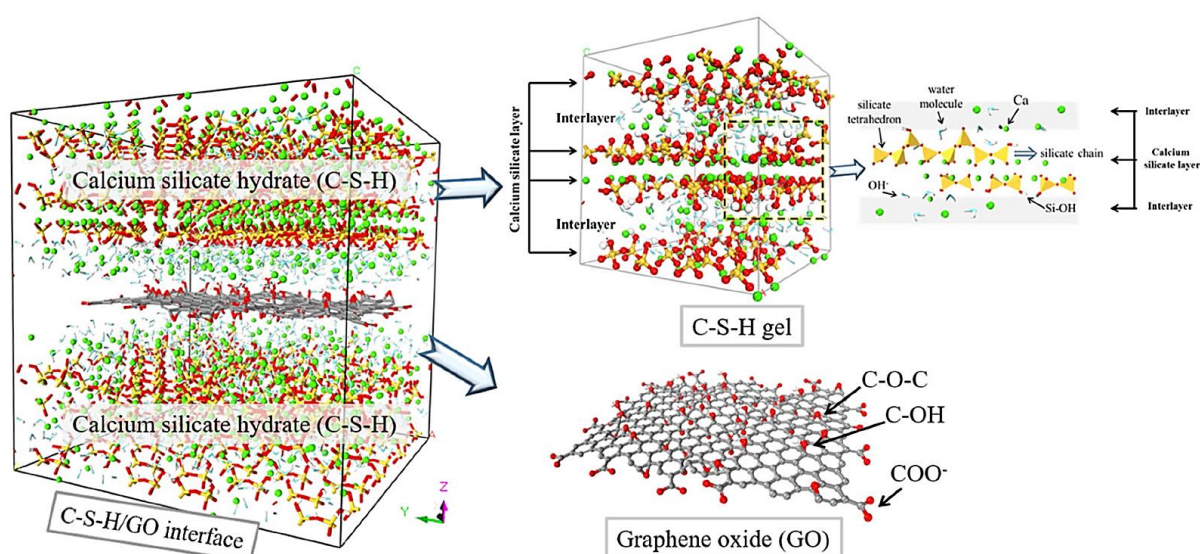 Calcium silicate hydrate (C-S-H)
Calcium silicate hydrate (C-S-H)
C-S-H/GO interface
Z
Y
C
A
Calcium silicate layer
Interlayer
Interlayer
C-S-H gel
C
silicate
tetrahedron
water
molecule
Ca
silicate chain
OH-
Si-OH
Interlayer
Calcium
silicate layer
Interlayer
C-O-C
C-OH
COO-
Graphene oxide (GO)